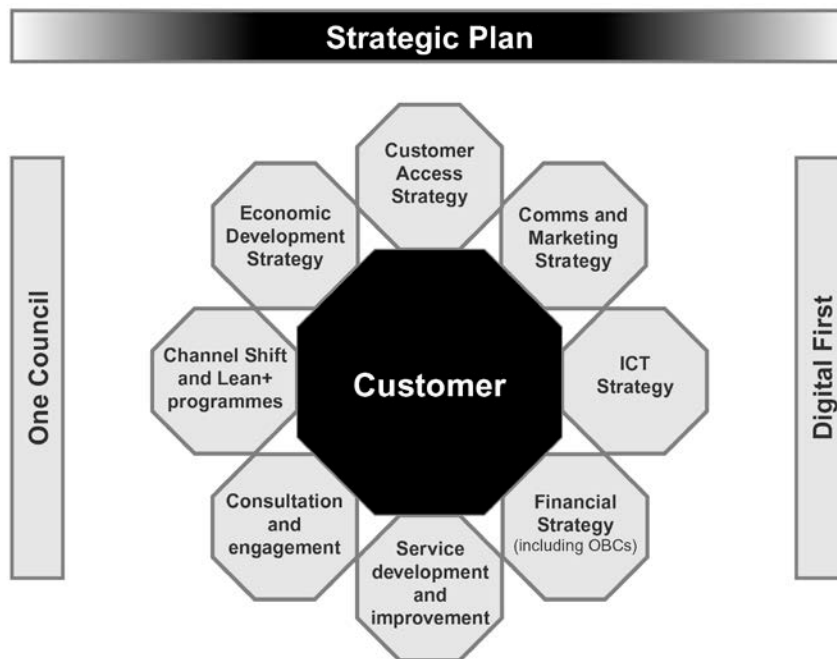 Strategic Plan
Customer
Access
Strategy
Economic
Development
Strategy
Comms and
Marketing
Strategy
One Council
Channel Shift
and Lean+
programmes
Customer
ICT
Strategy
Digital First
Consultation
and
engagement
Financial
Strategy
(including OBCs)
Service
development
and
improvement